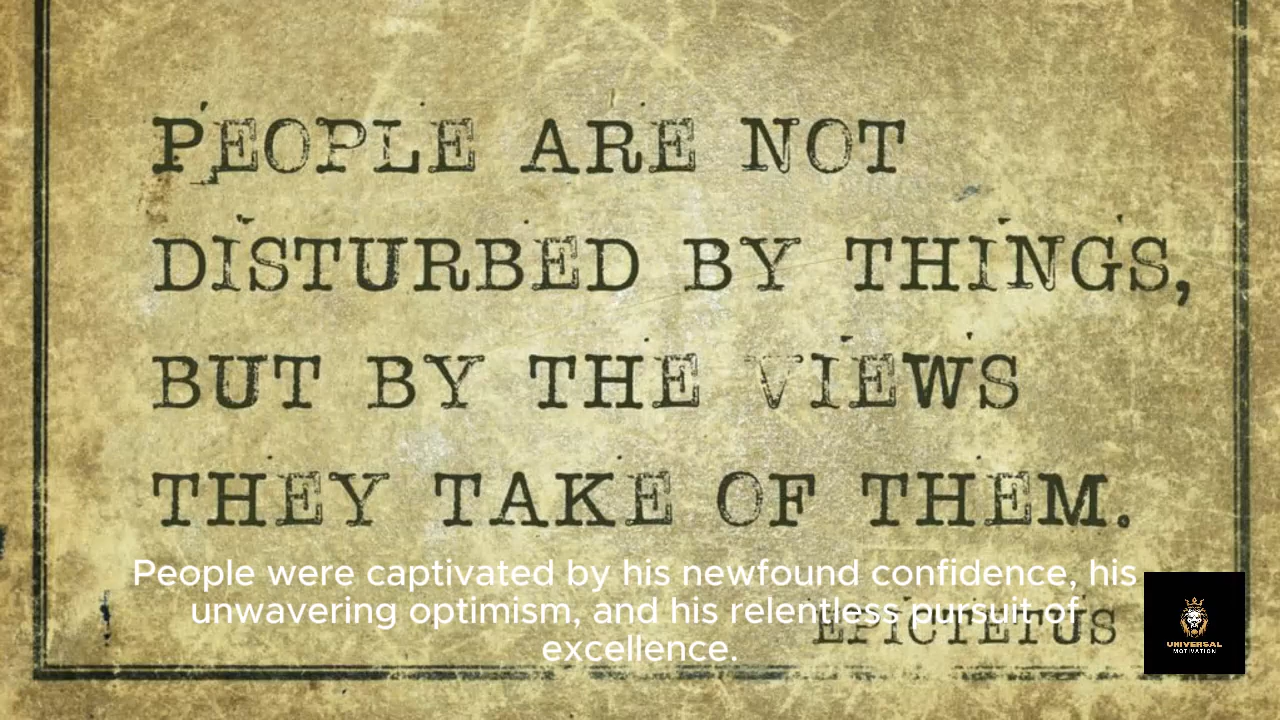 PEOPLE ARE NOT
DISTURBED BY THINGS,
BUT BY THE VIEWS
THEY TAKE OF THEM.
People were captivated by his newfound confidence, his
unwavering optimism, and his relentless pursuit of
excellence.
EPICTETUS
UNIVERSAL
MOTIVATION